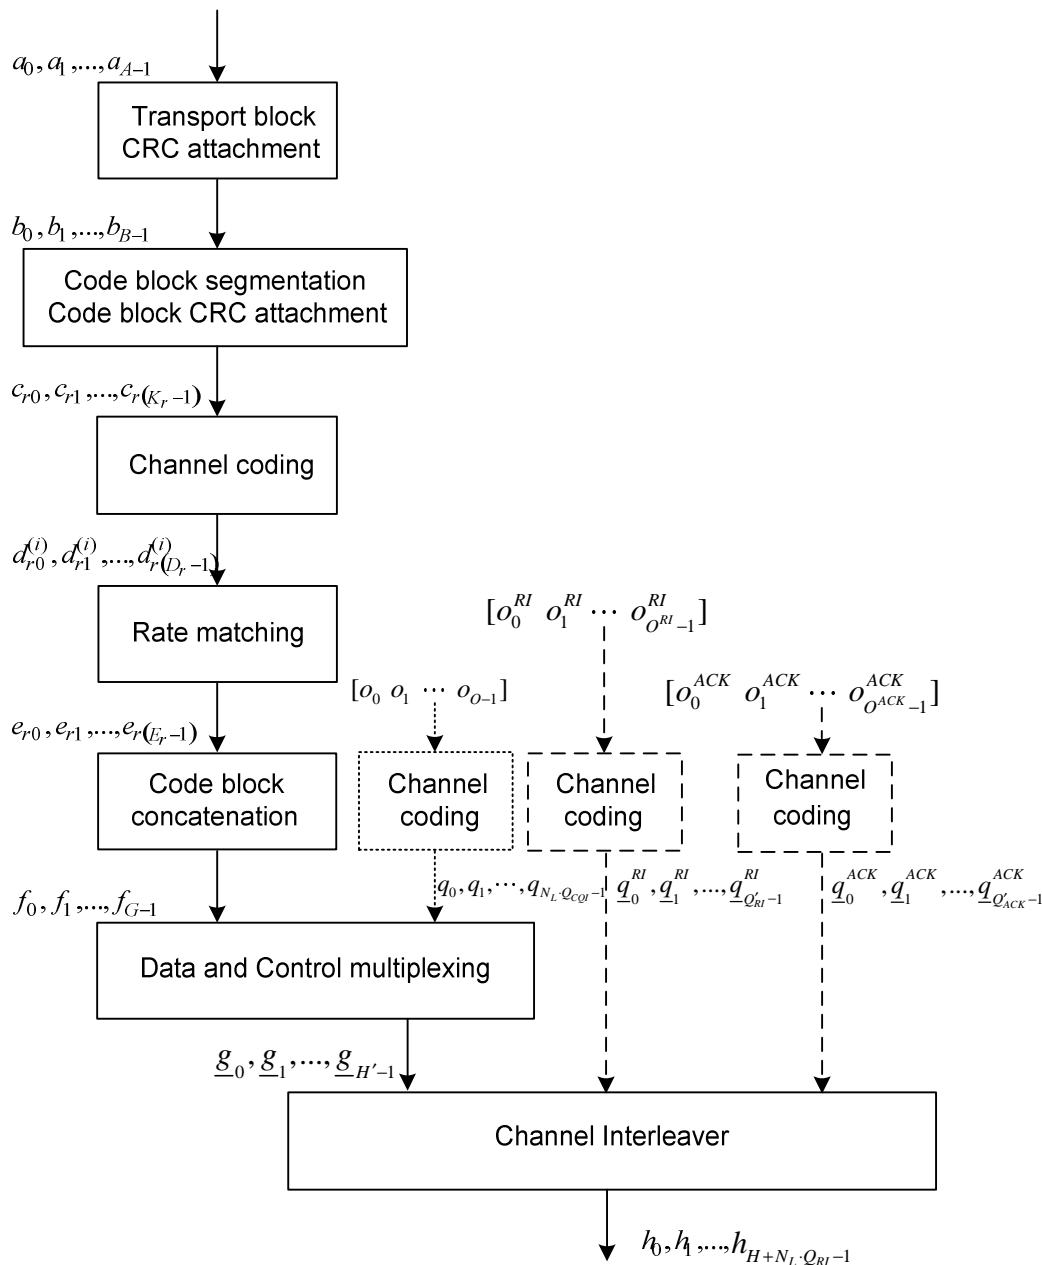 a_0, a_1, ..., a_{A-1}
Transport block
CRC attachment
b_0, b_1, ..., b_{B-1}
Code block segmentation
Code block CRC attachment
c_{r0}, c_{r1}, ..., c_{r(K_r-1)}
Channel coding
d_{r0}^{(i)}, d_{r1}^{(i)}, ..., d_{r(D_r-1)}^{(i)}
Rate matching
[o_0^{RI} o_1^{RI} ⋯ o_{O^{RI}-1}^{RI}]
[o_0 o_1 ⋯ o_{O-1}]
[o_0^{ACK} o_1^{ACK} ⋯ o_{O^{ACK}-1}^{ACK}]
e_{r0}, e_{r1}, ..., e_{r(E_r-1)}
Code block
concatenation
Channel
coding
Channel
coding
Channel
coding
f_0, f_1, ..., f_{G-1}
q_0, q_1, ⋯, q_{N_L·Q_{CQI}-1}
q_0^{RI}, q_1^{RI}, ..., q_{Q'_{RI}-1}^{RI}
q_0^{ACK}, q_1^{ACK}, ..., q_{Q'_{ACK}-1}^{ACK}
Data and Control multiplexing
g_0, g_1, ..., g_{H'-1}
Channel Interleaver
h_0, h_1, ..., h_{H+N_L·Q_{RI}-1}